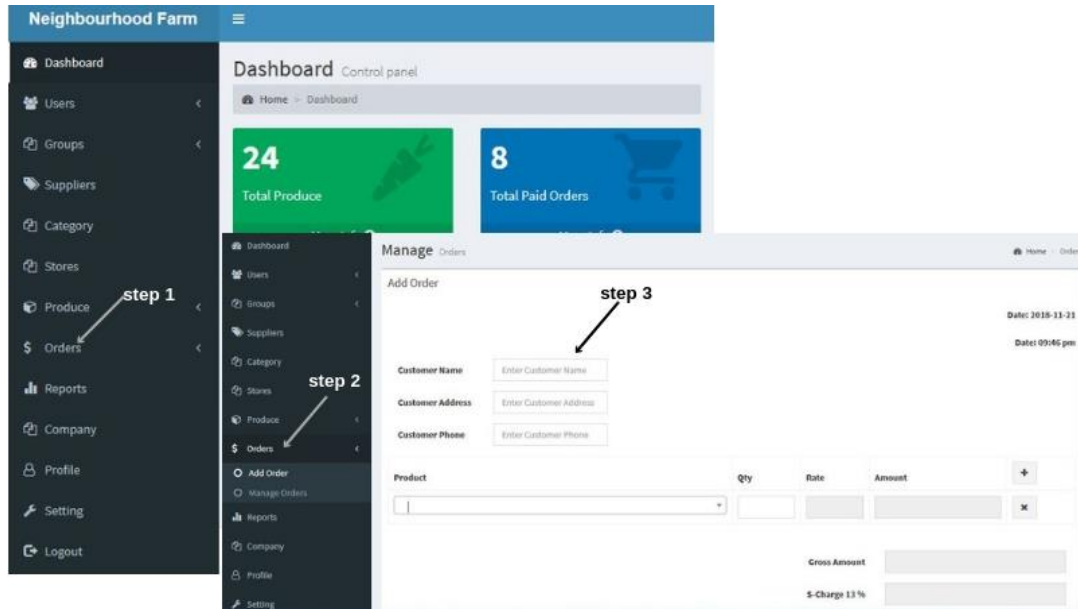 Neighbourhood Farm
Dashboard
Users
Groups
Suppliers
Category
Stores
Produce
Orders
Reports
Company
Profile
Setting
Logout
step 1
Dashboard Control panel
Home > Dashboard
24
Total Produce
8
Total Paid Orders
Dashboard
Users
Groups
Suppliers
Category
Stores
Produce
$ Orders
Add Order
Manage Orders
Reports
Company
Profile
Setting
step 2
Manage Orders
Home > Order
Add Order
step 3
Date: 2018-11-21
Date: 09:46 pm
Customer Name Enter Customer Name
Customer Address Enter Customer Address
Customer Phone Enter Customer Phone
Product Qty Rate Amount
Gross Amount
S-Charge 13 %